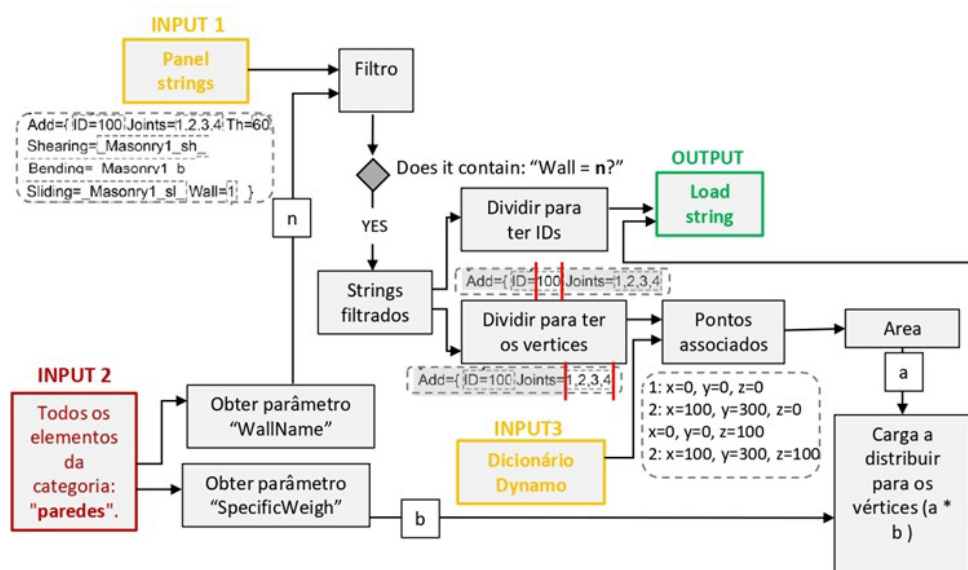 INPUT 1
Panel
strings
Add={ ID=100 Joints=1,2,3,4 Th=60
Shearing=_Masonry1_sh_
Bending=_Masonry1_b
Sliding=_Masonry1_sl_ Wall=1 }
Filtro
Does it contain: “Wall = n?”
YES
n
Strings
filtrados
Dividir para
ter IDs
Add={ ID=100 Joints=1,2,3,4
Dividir para ter
os vertices
Add={ ID=100 Joints=1,2,3,4
OUTPUT
Load
string
Pontos
associados
1: x=0, y=0, z=0
2: x=100, y=300, z=0
x=0, y=0, z=100
2: x=100, y=300, z=100
Area
a
Carga a
distribuir
para os
vértices (a *
b )
INPUT 2
Todos os
elementos
da
categoria:
"paredes".
Obter parâmetro
“WallName”
Obter parâmetro
“SpecificWeigh”
b
INPUT3
Dicionário
Dynamo